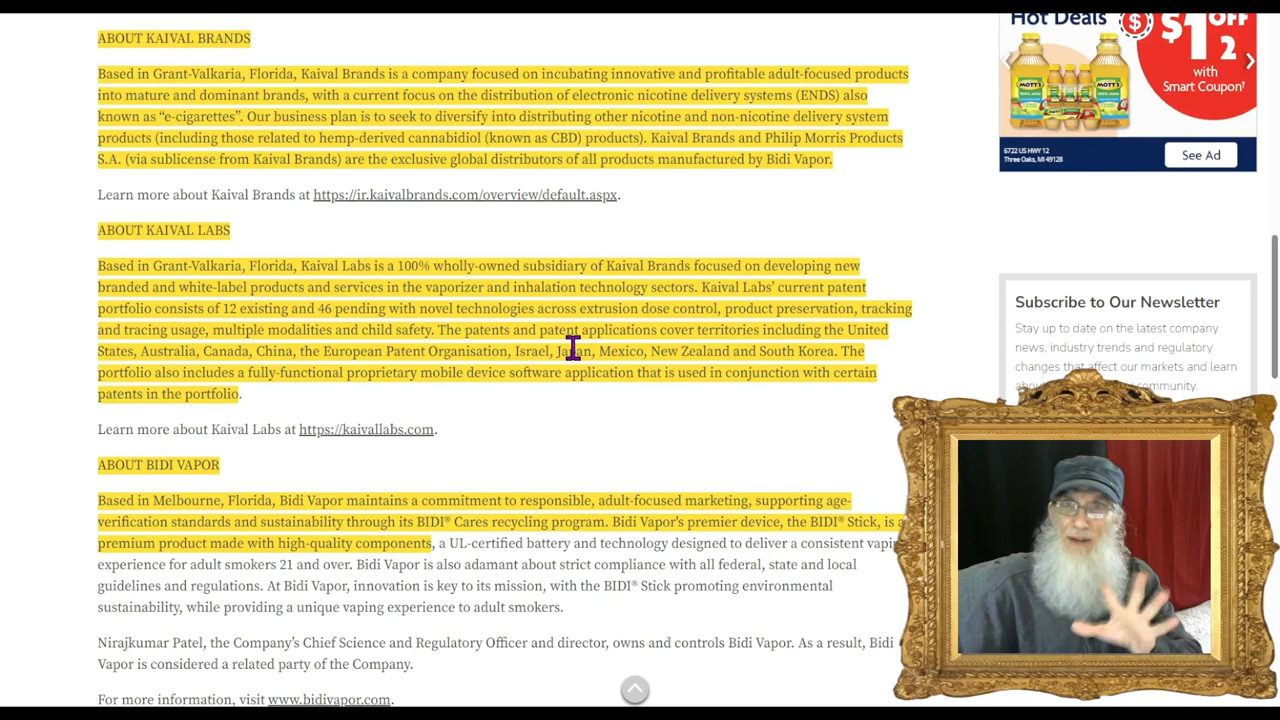 Hot Deals
$1 OFF
2
with
Smart Coupon†
MOTT'S
6722 US HWY 12
Three Oaks, MI 49128
See Ad
ABOUT KAIVAL BRANDS
Based in Grant-Valkaria, Florida, Kaival Brands is a company focused on incubating innovative and profitable adult-focused products
into mature and dominant brands, with a current focus on the distribution of electronic nicotine delivery systems (ENDS) also
known as “e-cigarettes”. Our business plan is to seek to diversify into distributing other nicotine and non-nicotine delivery system
products (including those related to hemp-derived cannabidiol (known as CBD) products). Kaival Brands and Philip Morris Products
S.A. (via sublicense from Kaival Brands) are the exclusive global distributors of all products manufactured by Bidi Vapor.
Learn more about Kaival Brands at https://ir.kaivalbrands.com/overview/default.aspx.
ABOUT KAIVAL LABS
Based in Grant-Valkaria, Florida, Kaival Labs is a 100% wholly-owned subsidiary of Kaival Brands focused on developing new
branded and white-label products and services in the vaporizer and inhalation technology sectors. Kaival Labs’ current patent
portfolio consists of 12 existing and 46 pending with novel technologies across extrusion dose control, product preservation, tracking
and tracing usage, multiple modalities and child safety. The patents and patent applications cover territories including the United
States, Australia, Canada, China, the European Patent Organisation, Israel, Japan, Mexico, New Zealand and South Korea. The
portfolio also includes a fully-functional proprietary mobile device software application that is used in conjunction with certain
patents in the portfolio.
Learn more about Kaival Labs at https://kaivallabs.com.
ABOUT BIDI VAPOR
Based in Melbourne, Florida, Bidi Vapor maintains a commitment to responsible, adult-focused marketing, supporting age-
verification standards and sustainability through its BIDI® Cares recycling program. Bidi Vapor's premier device, the BIDI® Stick, is a
premium product made with high-quality components, a UL-certified battery and technology designed to deliver a consistent vapin
experience for adult smokers 21 and over. Bidi Vapor is also adamant about strict compliance with all federal, state and local
guidelines and regulations. At Bidi Vapor, innovation is key to its mission, with the BIDI® Stick promoting environmental
sustainability, while providing a unique vaping experience to adult smokers.
Nirajkumar Patel, the Company’s Chief Science and Regulatory Officer and director, owns and controls Bidi Vapor. As a result, Bidi
Vapor is considered a related party of the Company.
For more information, visit www.bidivapor.com.
Subscribe to Our Newsletter
Stay up to date on the latest company
news, industry trends and regulatory
changes that affect our markets and learn
community.